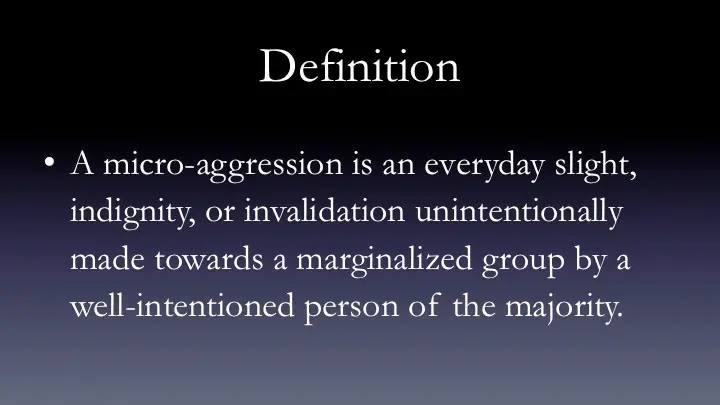 Definition
• A micro-aggression is an everyday slight,
indignity, or invalidation unintentionally
made towards a marginalized group by a
well-intentioned person of the majority.